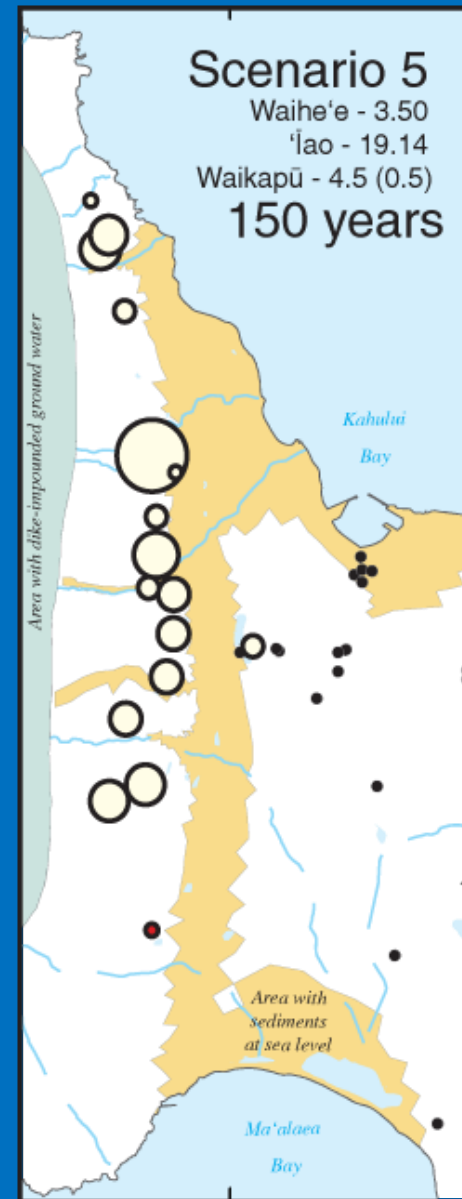 Scenario 5
Waiheʻe - 3.50
ʻĪao - 19.14
Waikapū - 4.5 (0.5)
150 years
Area with dike-impounded ground water
Kahului
Bay
Area with
sediments
at sea level
Maʻalaea
Bay